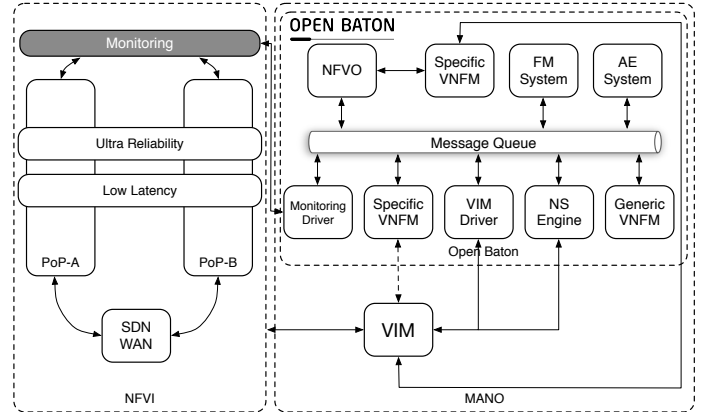 Monitoring
Ultra Reliability
Low Latency
PoP-A
PoP-B
SDN
WAN
NFVI
OPEN BATON
NFVO
Specific
VNFM
FM
System
AE
System
Message Queue
Monitoring
Driver
Specific
VNFM
VIM
Driver
NS
Engine
Generic
VNFM
Open Baton
VIM
MANO